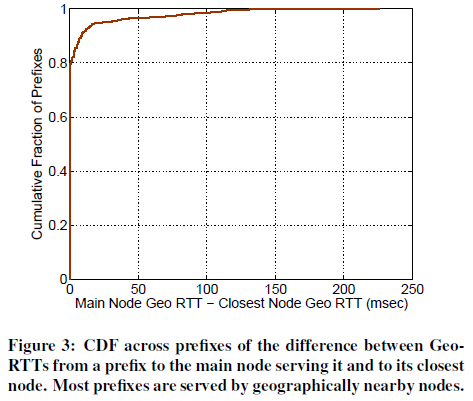 1
0.8
0.6
0.4
0.2
0
Cumulative Fraction of Prefixes
0 50 100 150 200 250
Main Node Geo RTT − Closest Node Geo RTT (msec)
Figure 3: CDF across prefixes of the difference between Geo-
RTTs from a prefix to the main node serving it and to its closest
node. Most prefixes are served by geographically nearby nodes.